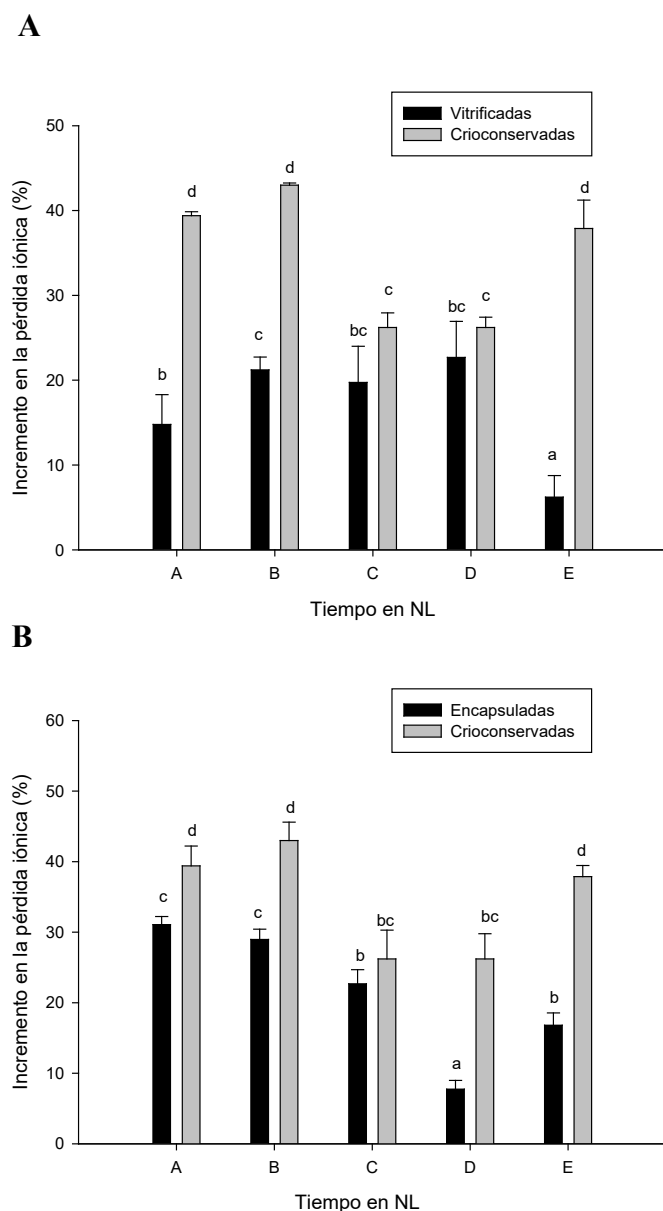 A
Vitrificadas
Crioconservadas
Incremento en la pérdida iónica (%)
50
40
30
20
10
0
b
d
c
d
bc
c
bc
c
a
d
A B C D E
Tiempo en NL
B
Encapsuladas
Crioconservadas
Incremento en la pérdida iónica (%)
60
50
40
30
20
10
0
c
d
c
d
b
bc
a
bc
b
d
A B C D E
Tiempo en NL